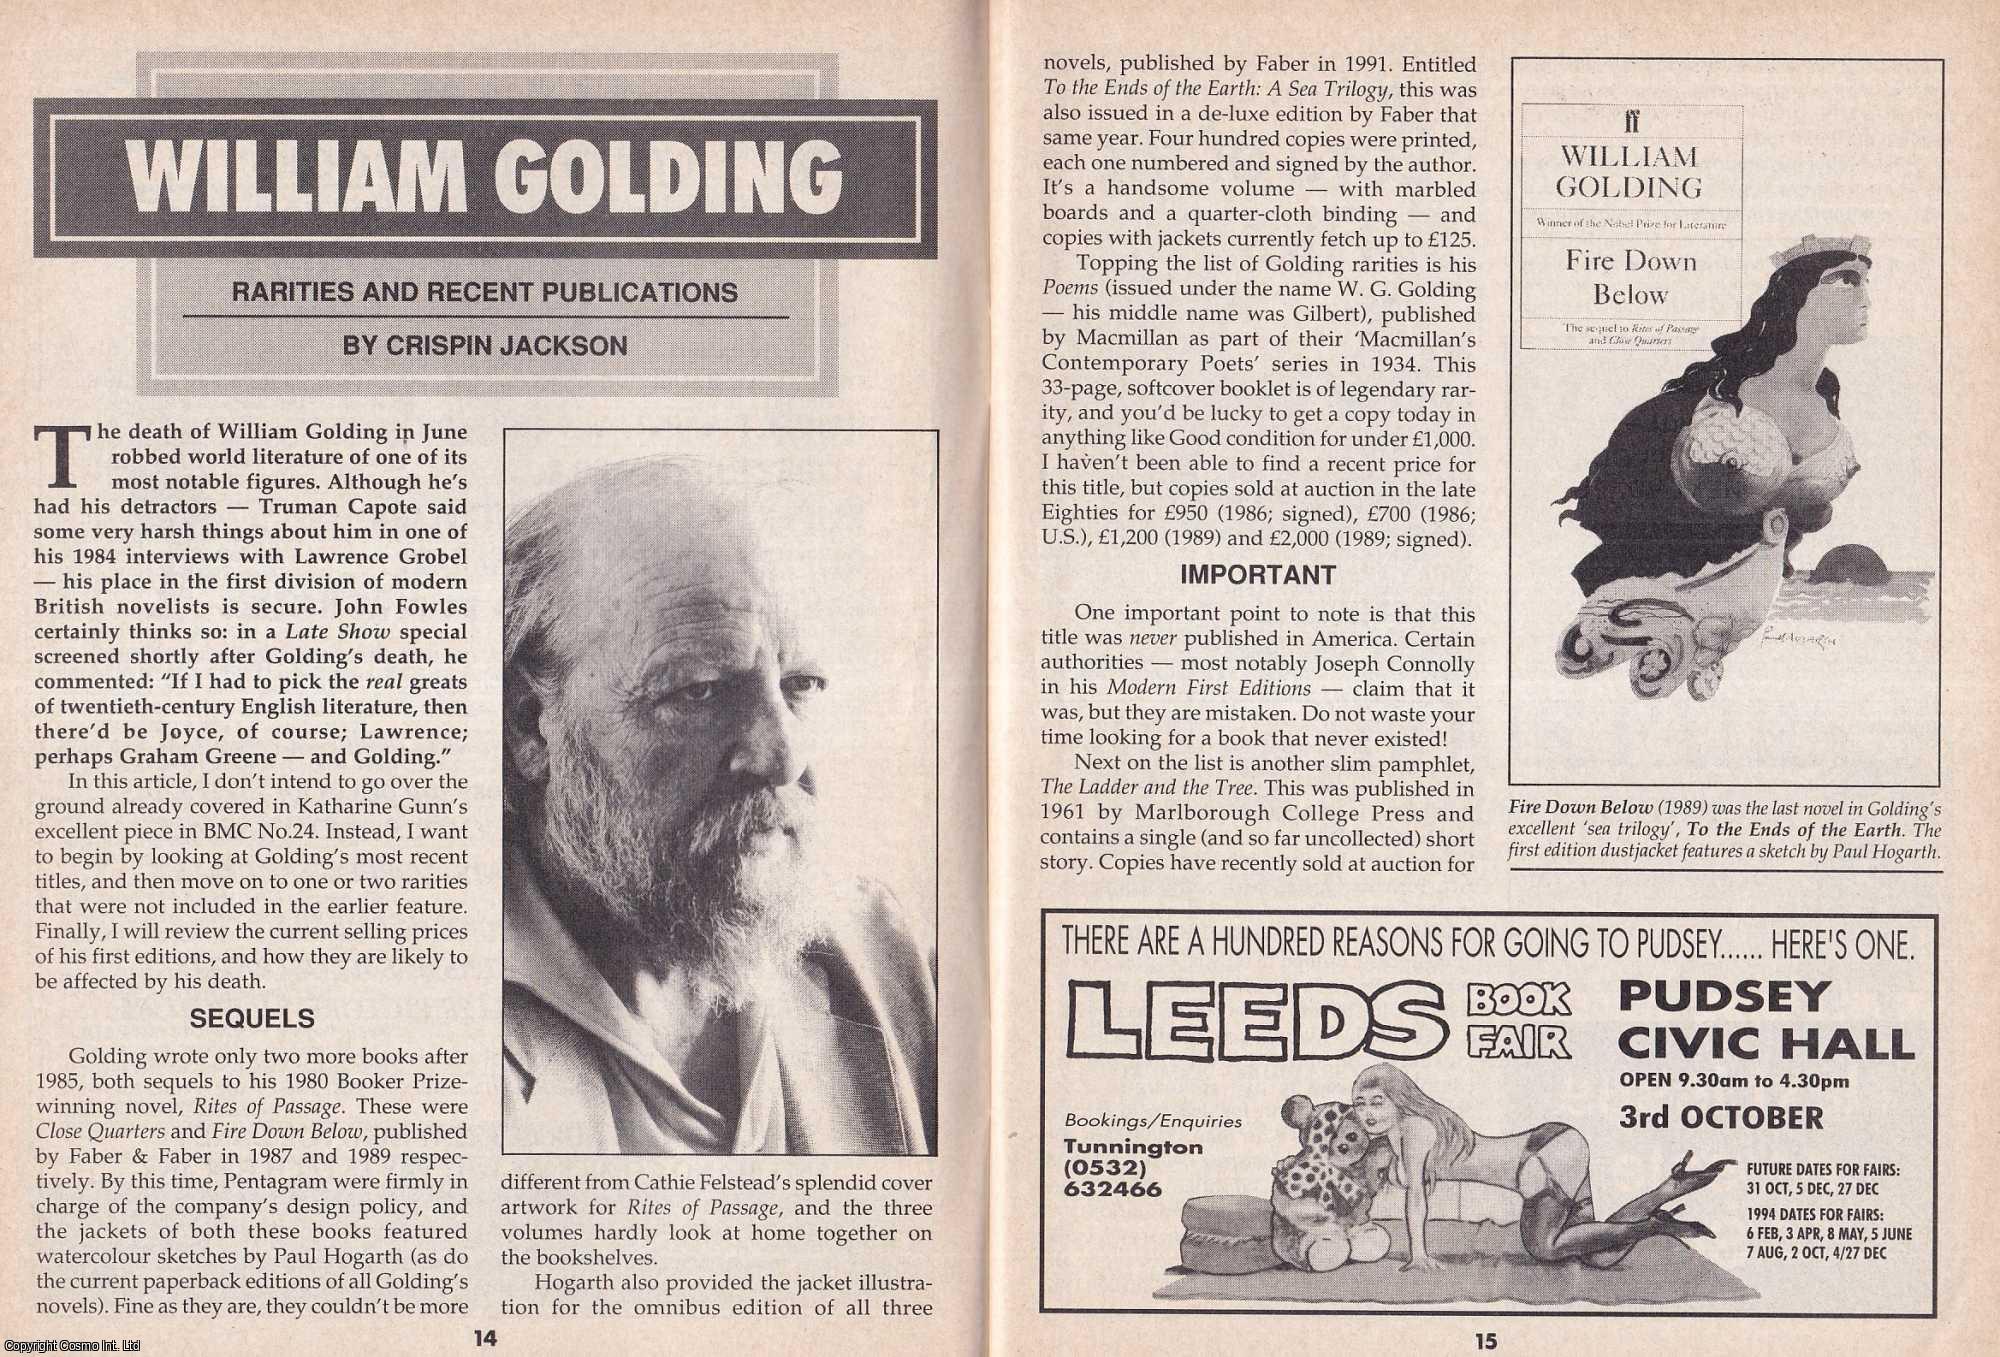 WILLIAM GOLDING
RARITIES AND RECENT PUBLICATIONS
BY CRISPIN JACKSON
The death of William Golding in June
robbed world literature of one of its
most notable figures. Although he's
had his detractors — Truman Capote said
some very harsh things about him in one of
his 1984 interviews with Lawrence Grobel
— his place in the first division of modern
British novelists is secure. John Fowles
certainly thinks so: in a Late Show special
screened shortly after Golding's death, he
commented: "If I had to pick the real greats
of twentieth-century English literature, then
there'd be Joyce, of course; Lawrence;
perhaps Graham Greene — and Golding."
In this article, I don't intend to go over the
ground already covered in Katharine Gunn's
excellent piece in BMC No.24. Instead, I want
to begin by looking at Golding's most recent
titles, and then move on to one or two rarities
that were not included in the earlier feature.
Finally, I will review the current selling prices
of his first editions, and how they are likely to
be affected by his death.
SEQUELS
Golding wrote only two more books after
1985, both sequels to his 1980 Booker Prize-
winning novel, Rites of Passage. These were
Close Quarters and Fire Down Below, published
by Faber & Faber in 1987 and 1989 respec-
tively. By this time, Pentagram were firmly in
charge of the company's design policy, and
the jackets of both these books featured
watercolour sketches by Paul Hogarth (as do
the current paperback editions of all Golding's
novels). Fine as they are, they couldn't be more
different from Cathie Felstead's splendid cover
artwork for Rites of Passage, and the three
volumes hardly look at home together on
the bookshelves.
Hogarth also provided the jacket illustra-
tion for the omnibus edition of all three
14
Copyright Cosmo Int. Ltd
novels, published by Faber in 1991. Entitled
To the Ends of the Earth: A Sea Trilogy, this was
also issued in a de-luxe edition by Faber that
same year. Four hundred copies were printed,
each one numbered and signed by the author.
It's a handsome volume — with marbled
boards and a quarter-cloth binding — and
copies with jackets currently fetch up to £125.
Topping the list of Golding rarities is his
Poems (issued under the name W. G. Golding
— his middle name was Gilbert), published
by Macmillan as part of their 'Macmillan's
Contemporary Poets' series in 1934. This
33-page, softcover booklet is of legendary rar-
ity, and you'd be lucky to get a copy today in
anything like Good condition for under £1,000.
I haven't been able to find a recent price for
this title, but copies sold at auction in the late
Eighties for £950 (1986; signed), £700 (1986;
U.S.), £1,200 (1989) and £2,000 (1989; signed).
IMPORTANT
One important point to note is that this
title was never published in America. Certain
authorities — most notably Joseph Connolly
in his Modern First Editions — claim that it
was, but they are mistaken. Do not waste your
time looking for a book that never existed!
Next on the list is another slim pamphlet,
The Ladder and the Tree. This was published in
1961 by Marlborough College Press and
contains a single (and so far uncollected) short
story. Copies have recently sold at auction for
ff
WILLIAM
GOLDING
Winner of the Nobel Prize for Literature
Fire Down
Below
The sequel to Rites of Passage
and Close Quarters
Paul Hogarth
Fire Down Below (1989) was the last novel in Golding's
excellent 'sea trilogy', To the Ends of the Earth. The
first edition dustjacket features a sketch by Paul Hogarth.
THERE ARE A HUNDRED REASONS FOR GOING TO PUDSEY...... HERE'S ONE.
LEEDS BOOK FAIR
PUDSEY
CIVIC HALL
OPEN 9.30am to 4.30pm
3rd OCTOBER
Bookings/Enquiries
Tunnington
(0532)
632466
FUTURE DATES FOR FAIRS:
31 OCT, 5 DEC, 27 DEC
1994 DATES FOR FAIRS:
6 FEB, 3 APR, 8 MAY, 5 JUNE
7 AUG, 2 OCT, 4/27 DEC
15